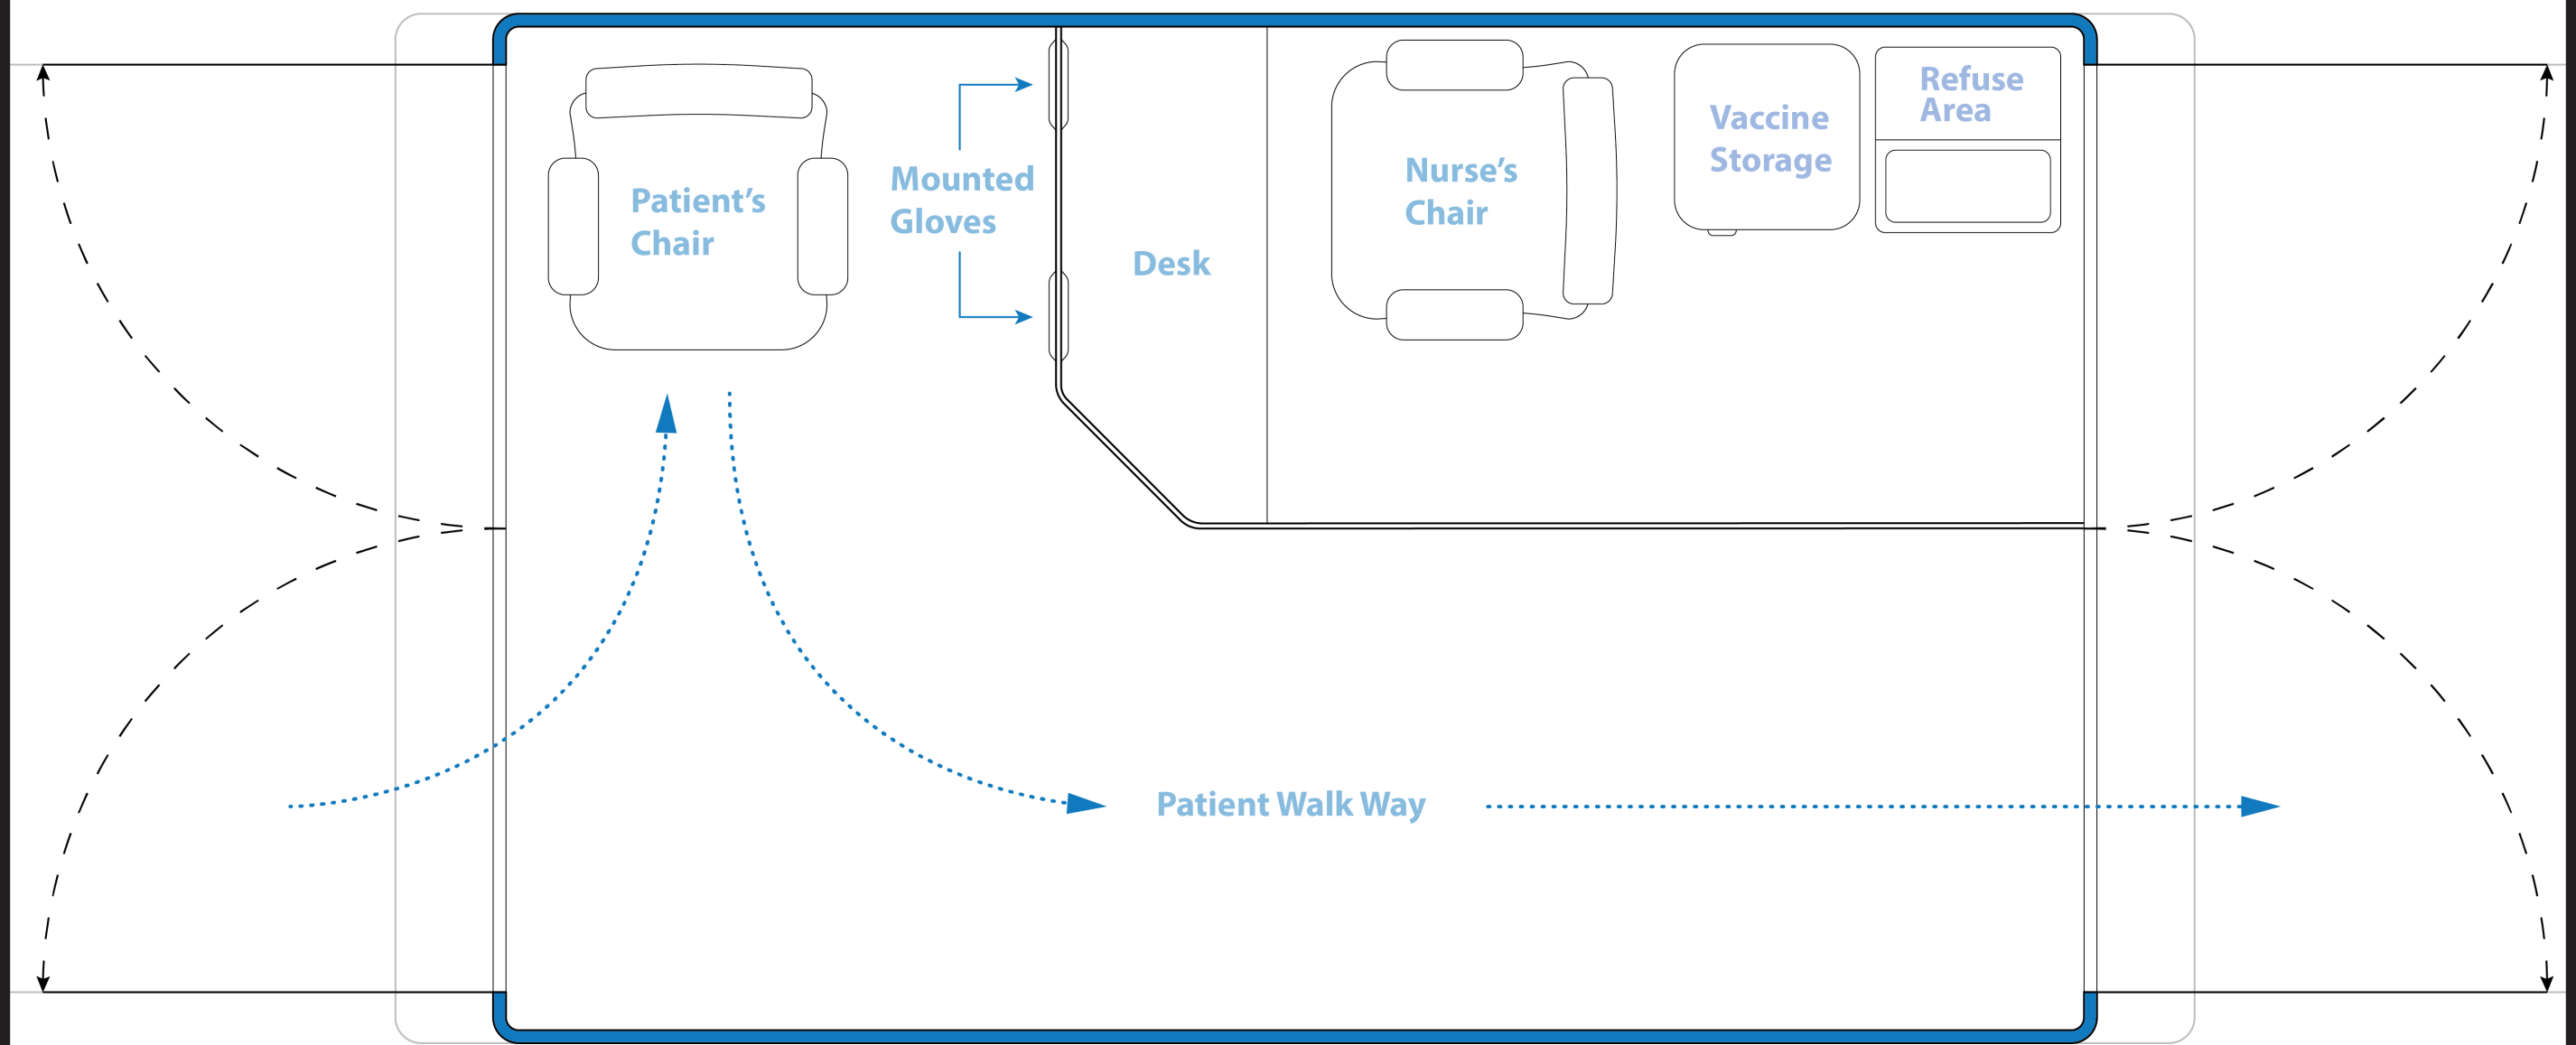 Patient’s
Chair
Mounted
Gloves
Desk
Nurse’s
Chair
Vaccine
Storage
Refuse
Area
Patient Walk Way